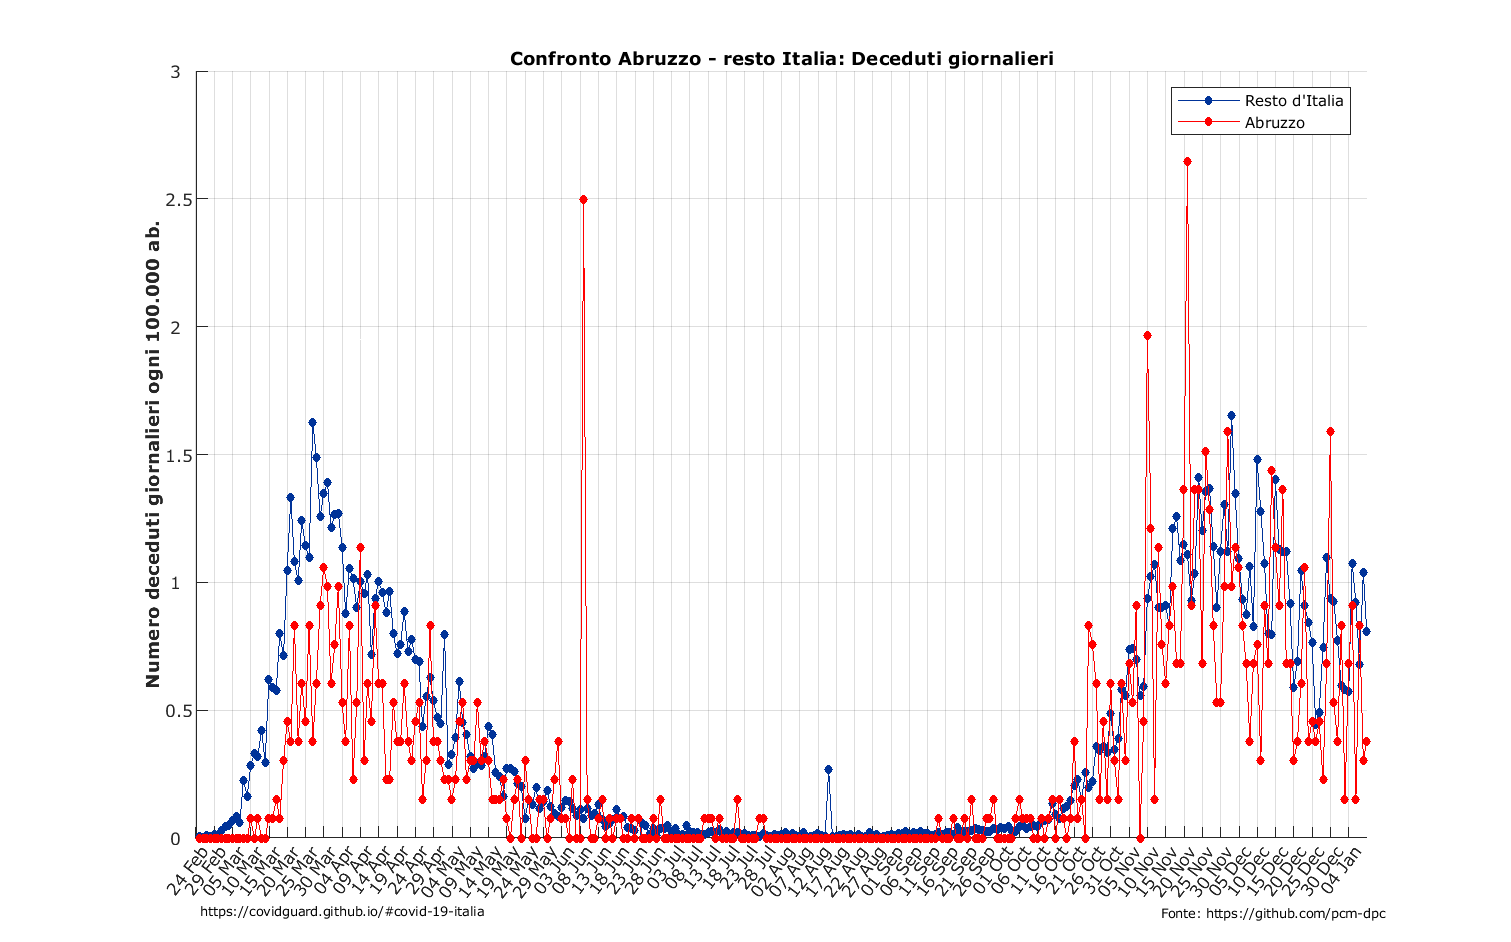 Confronto Abruzzo - resto Italia: Deceduti giornalieri
Resto d'Italia
Abruzzo
Numero deceduti giornalieri ogni 100.000 ab.
3
2.5
2
1.5
1
0.5
0
24 Feb
29 Feb
05 Mar
10 Mar
15 Mar
20 Mar
25 Mar
30 Mar
04 Apr
09 Apr
14 Apr
19 Apr
24 Apr
29 Apr
04 May
09 May
14 May
19 May
24 May
29 May
03 Jun
08 Jun
13 Jun
18 Jun
23 Jun
28 Jun
03 Jul
08 Jul
13 Jul
18 Jul
23 Jul
28 Jul
02 Aug
07 Aug
12 Aug
17 Aug
22 Aug
27 Aug
01 Sep
06 Sep
11 Sep
16 Sep
21 Sep
26 Sep
01 Oct
06 Oct
11 Oct
16 Oct
21 Oct
26 Oct
31 Oct
05 Nov
10 Nov
15 Nov
20 Nov
25 Nov
30 Nov
05 Dec
10 Dec
15 Dec
20 Dec
25 Dec
30 Dec
04 Jan
https://covidguard.github.io/#covid-19-italia
Fonte: https://github.com/pcm-dpc